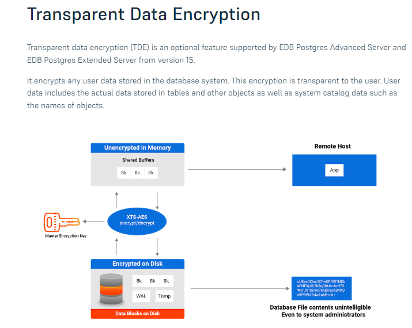 Transparent Data Encryption
Transparent data encryption (TDE) is an optional feature supported by EDB Postgres Advanced Server and
EDB Postgres Extended Server from version 15.
It encrypts any user data stored in the database system. This encryption is transparent to the user. User
data includes the actual data stored in tables and other objects as well as system catalog data such as
the names of objects.
Unencrypted in Memory
Shared Buffers
8k 8k 8k
Remote Host
App
XTS-AES
encrypt/decrypt
Master Encryption Key
Encrypted on Disk
8k 8k 8k
WAL Temp
Data Blocks on Disk
Database File contents unintelligible
Even to system administrators